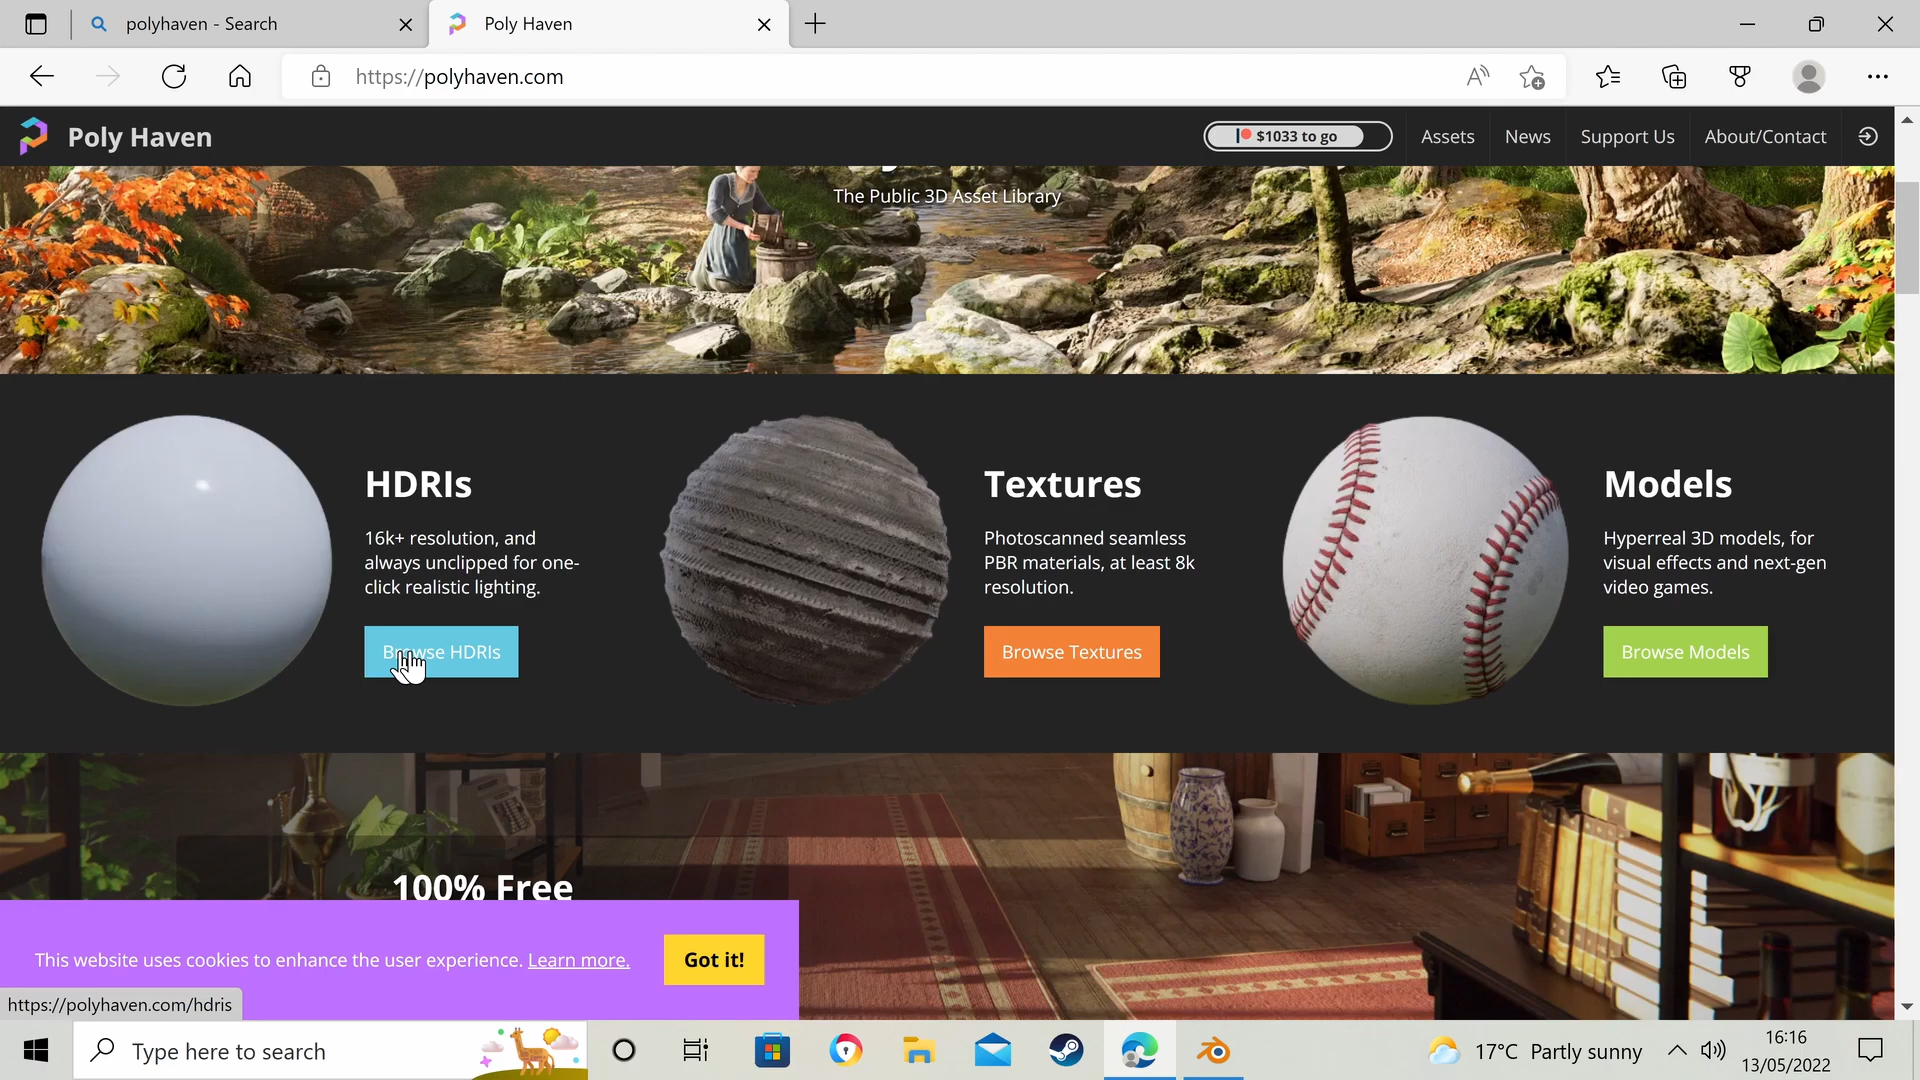 polyhaven - Search
Poly Haven
https://polyhaven.com
Poly Haven
$1033 to go
Assets
News
Support Us
About/Contact
The Public 3D Asset Library
HDRIs
16k+ resolution, and
always unclipped for one-
click realistic lighting.
Browse HDRIs
Textures
Photoscanned seamless
PBR materials, at least 8k
resolution.
Browse Textures
Models
Hyperreal 3D models, for
visual effects and next-gen
video games.
Browse Models
100% Free
This website uses cookies to enhance the user experience. Learn more.
Got it!
https://polyhaven.com/hdris
Type here to search
17°C Partly sunny
16:16
13/05/2022